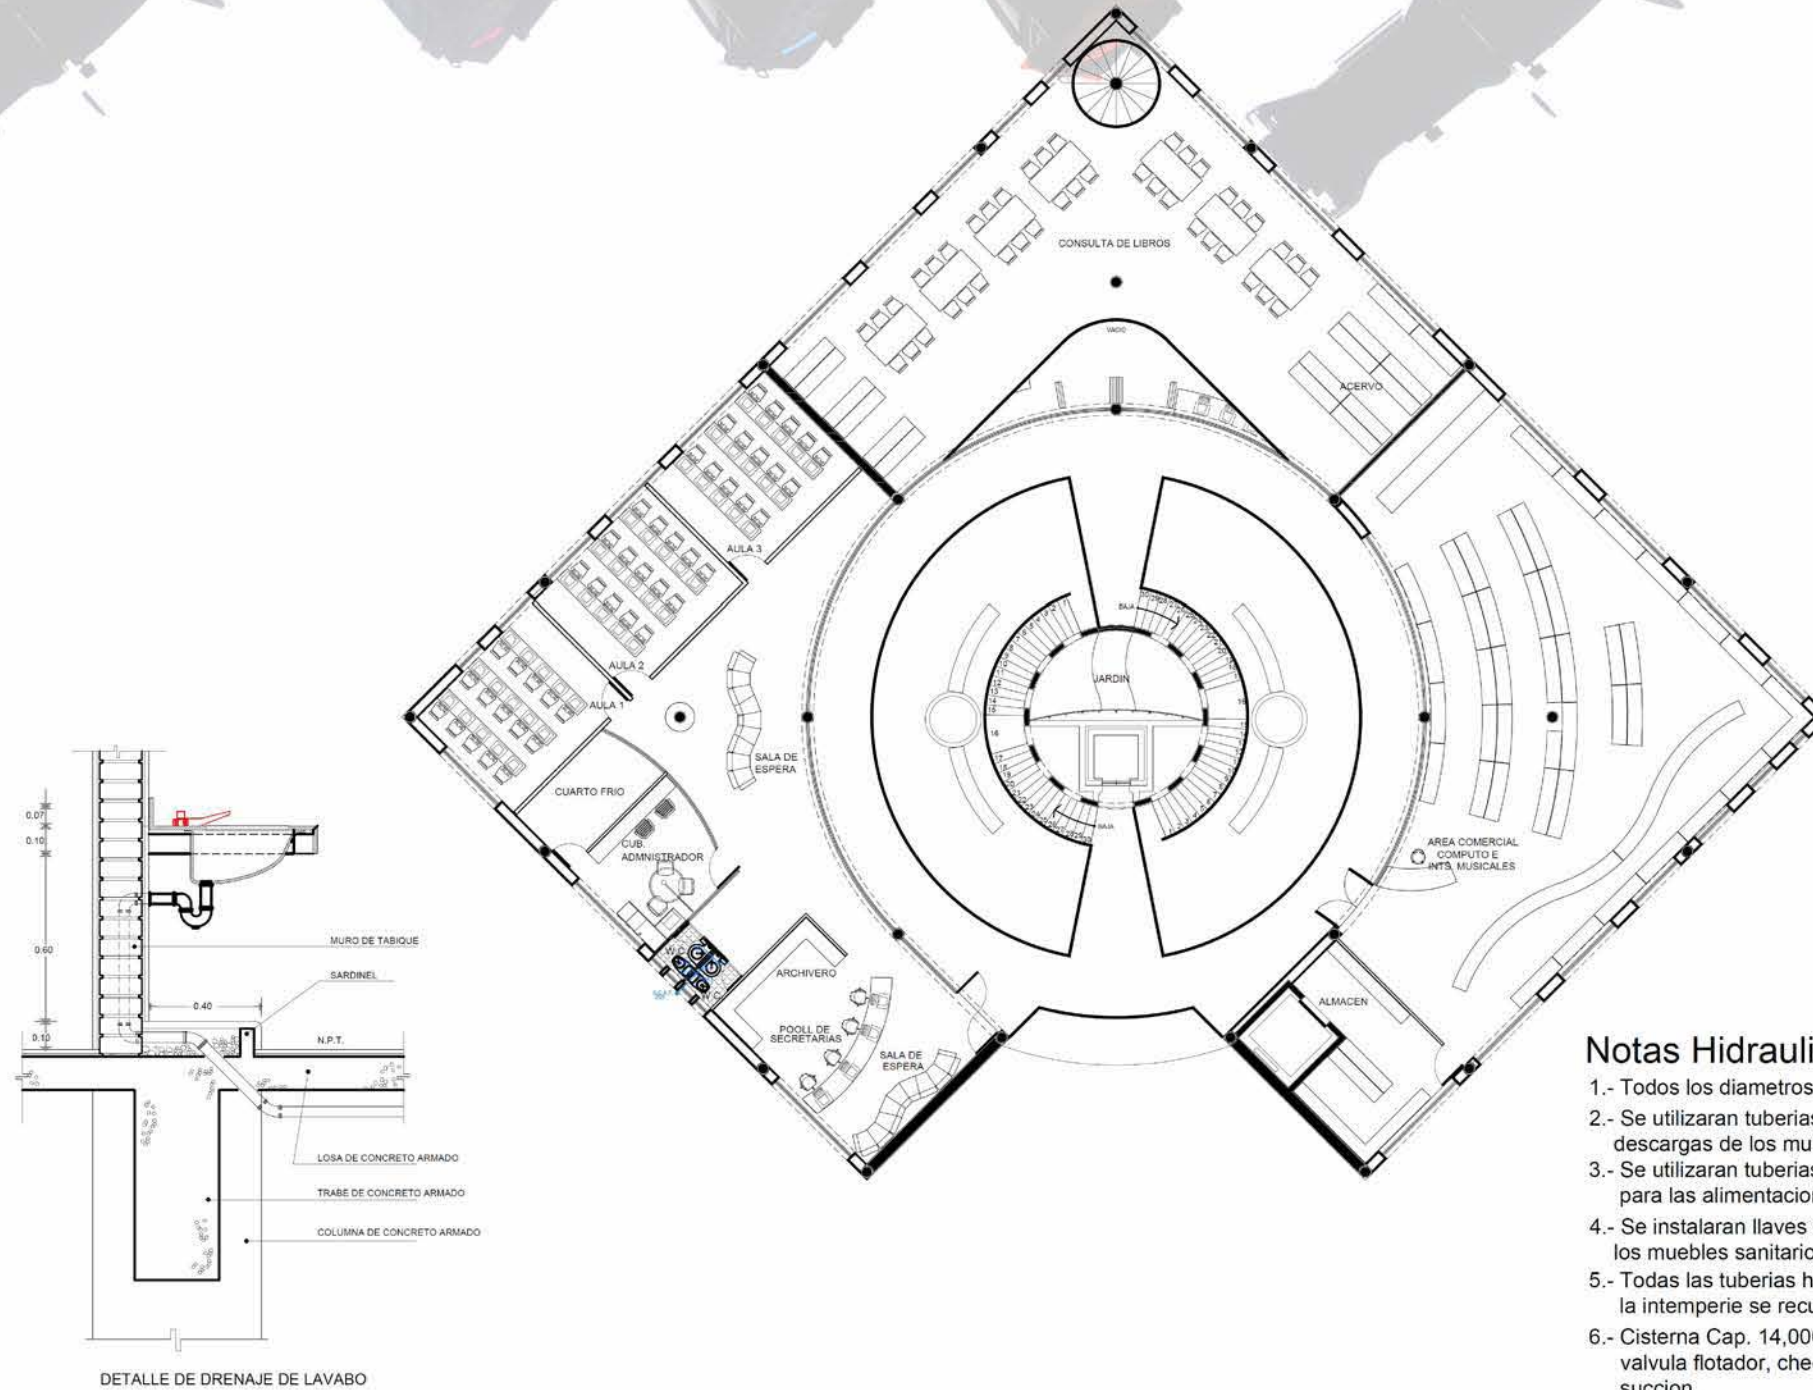 CONSULTA DE LIBROS
VACIO
ACERVO
AULA 3
AULA 2
AULA 1
BAJA
JARDIN
SALA DE
ESPERA
CUARTO FRIO
CUB.
ADMNISTRADOR
BAJA
AREA COMERCIAL
COMPUTO E
INTS. MUSICALES
W.C.
W.C.
ARCHIVERO
ALMACEN
POOLL DE
SECRETARIAS
SALA DE
ESPERA
0.07
0.10
0.60
0.10
0.40
MURO DE TABIQUE
SARDINEL
N.P.T.
LOSA DE CONCRETO ARMADO
TRABE DE CONCRETO ARMADO
COLUMNA DE CONCRETO ARMADO
DETALLE DE DRENAJE DE LAVABO
Notas Hidrauli
1.- Todos los diametros
2.- Se utilizaran tuberias
descargas de los mu
3.- Se utilizaran tuberias
para las alimentacio
4.- Se instalaran llaves
los muebles sanitario
5.- Todas las tuberias h
la intemperie se recu
6.- Cisterna Cap. 14,000
valvula flotador, che
succion